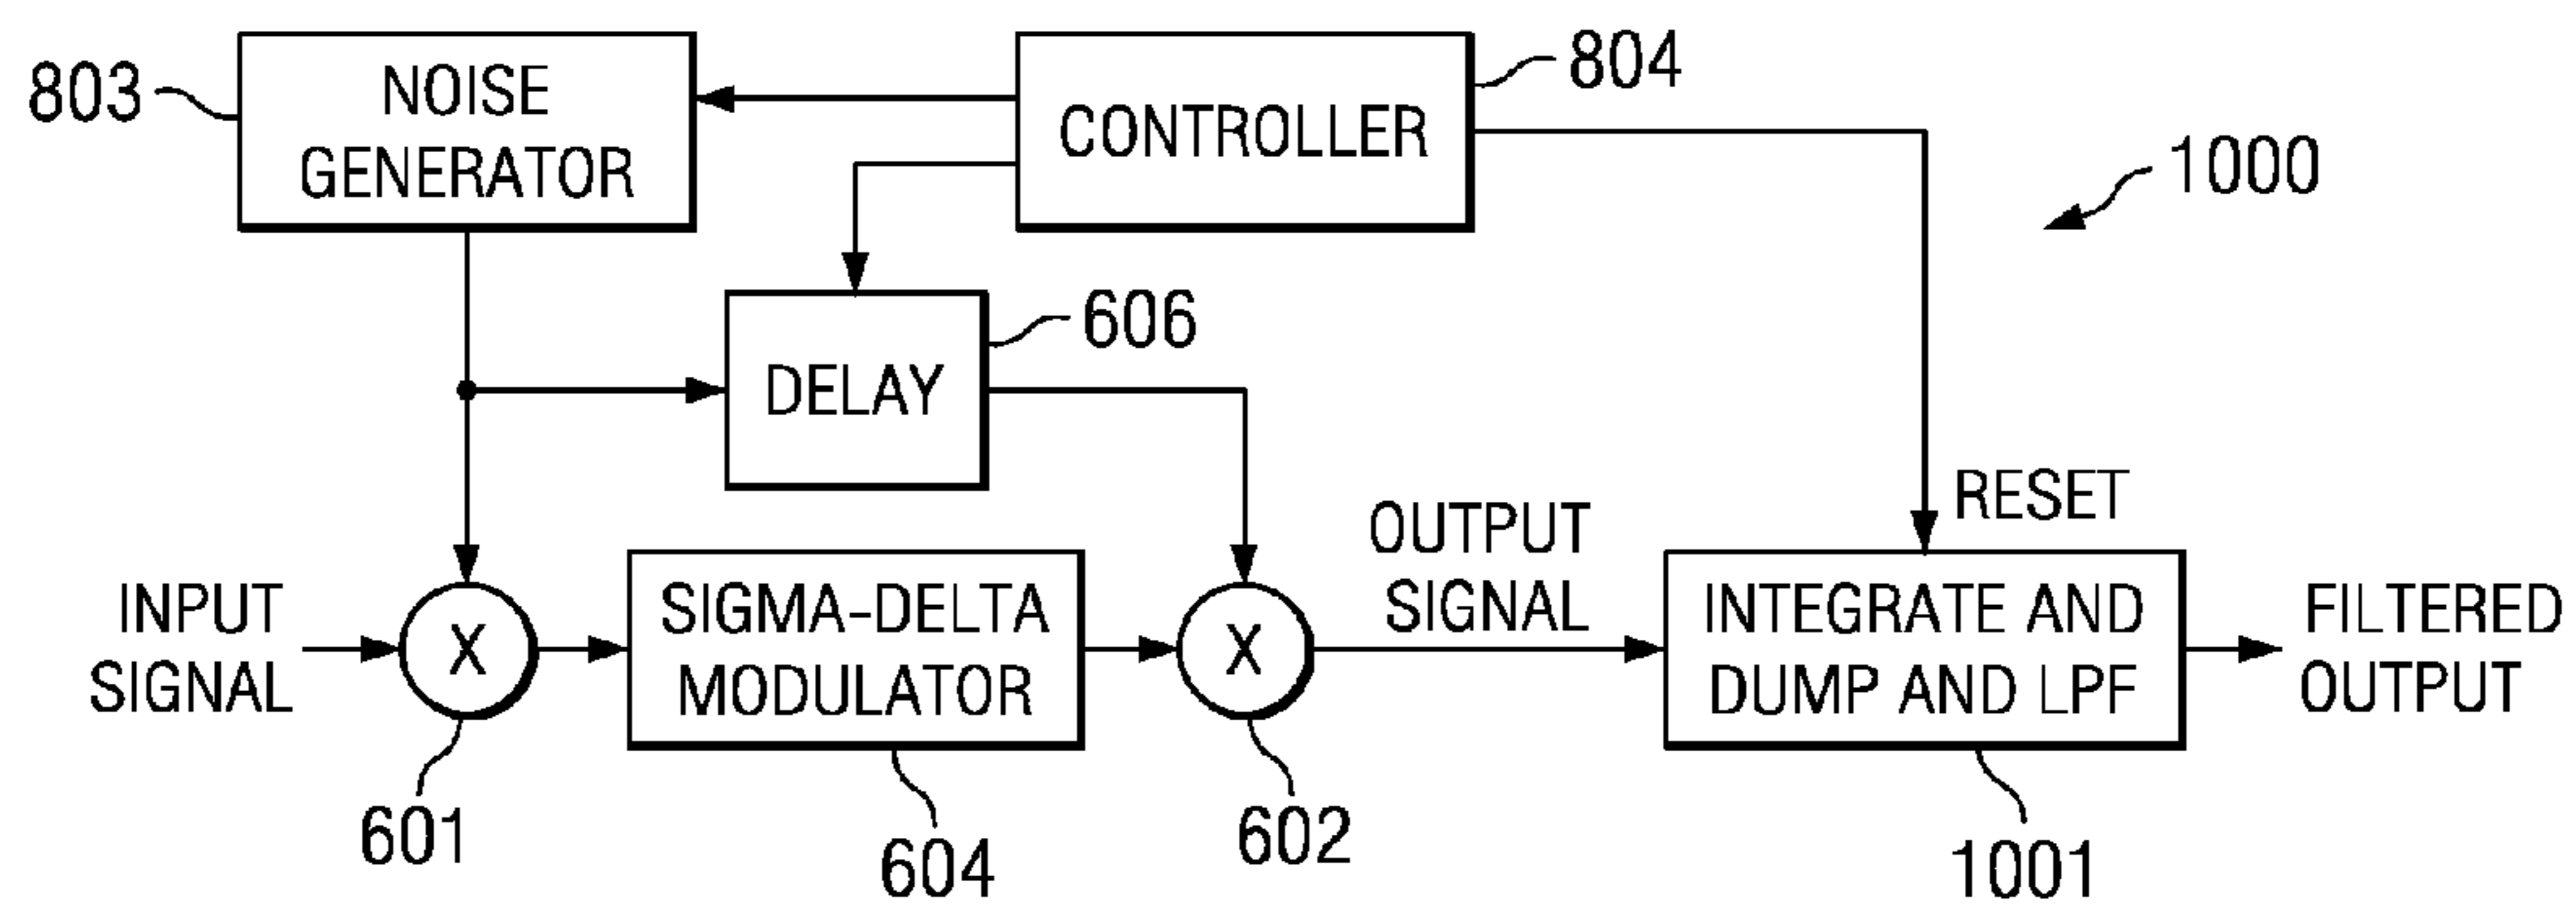 803
NOISE
GENERATOR
CONTROLLER
804
1000
DELAY
606
RESET
INPUT
SIGNAL
X
SIGMA-DELTA
MODULATOR
X
OUTPUT
SIGNAL
INTEGRATE AND
DUMP AND LPF
FILTERED
OUTPUT
601
604
602
1001